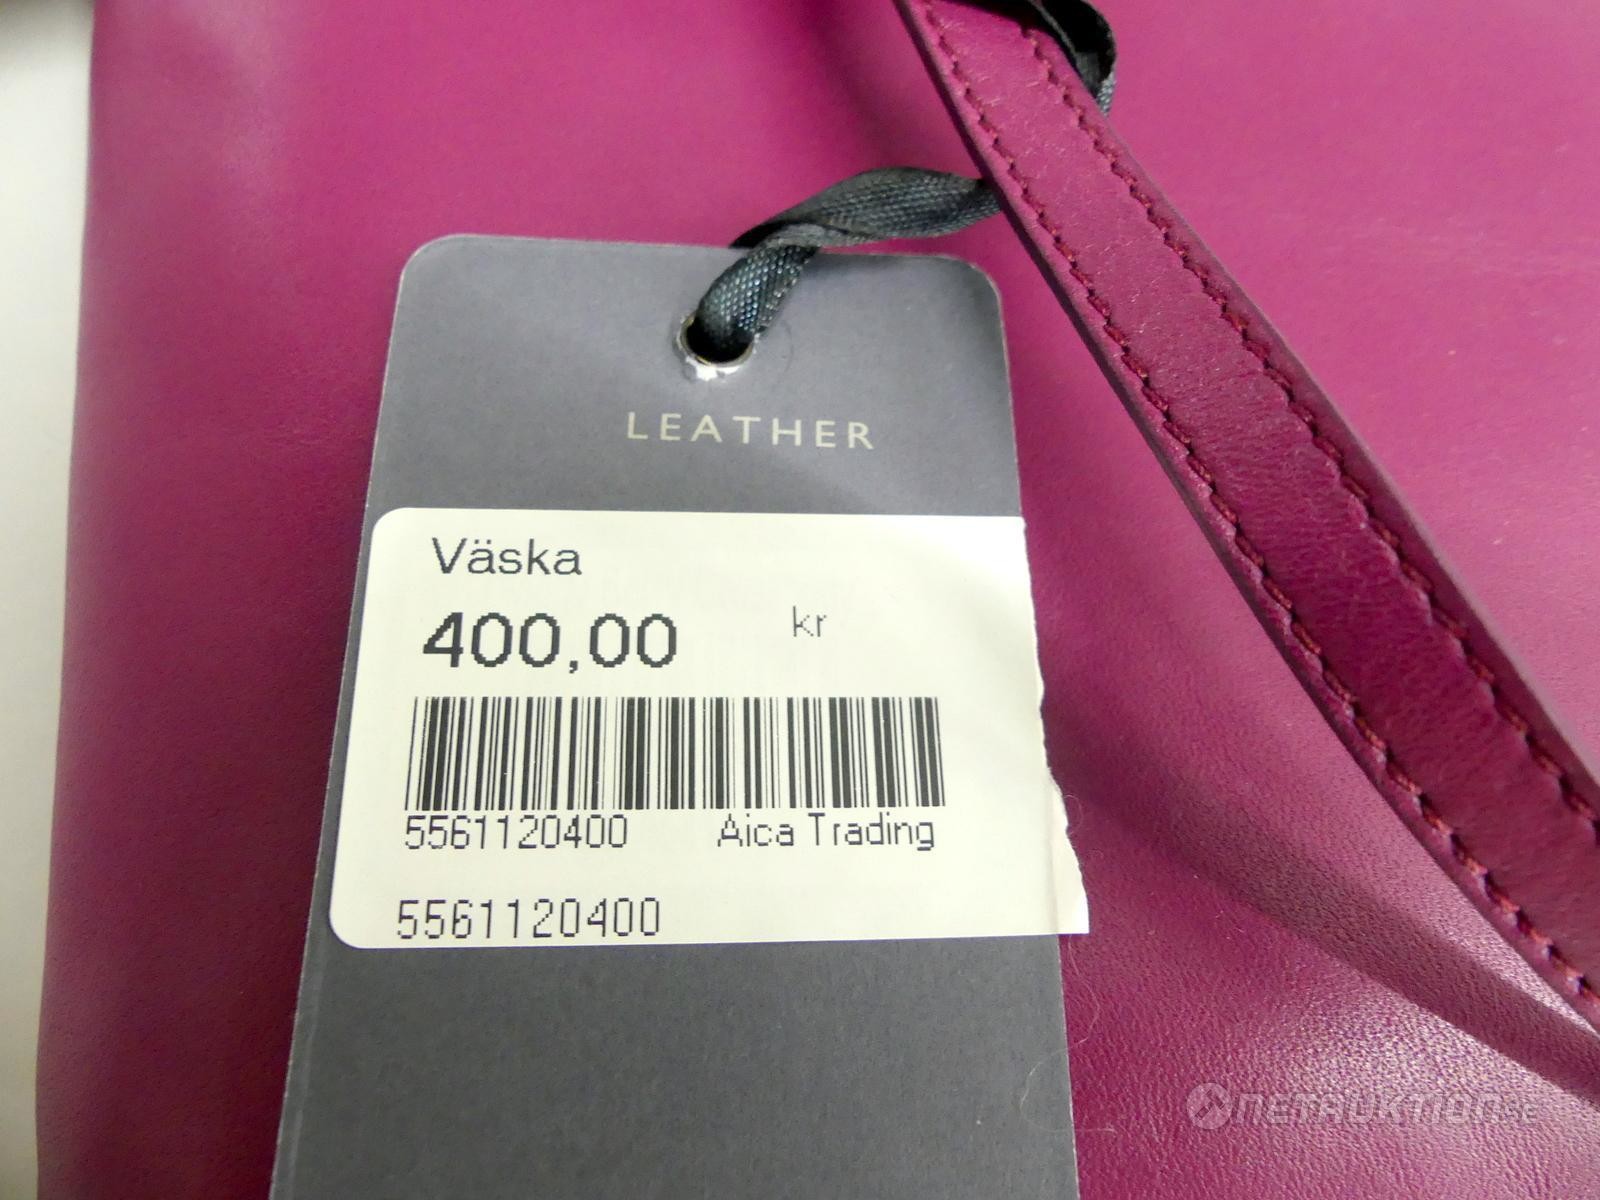 LEATHER
Väska
400,00 kr
5561120400 Aica Trading
5561120400
NETAUKTION.SE